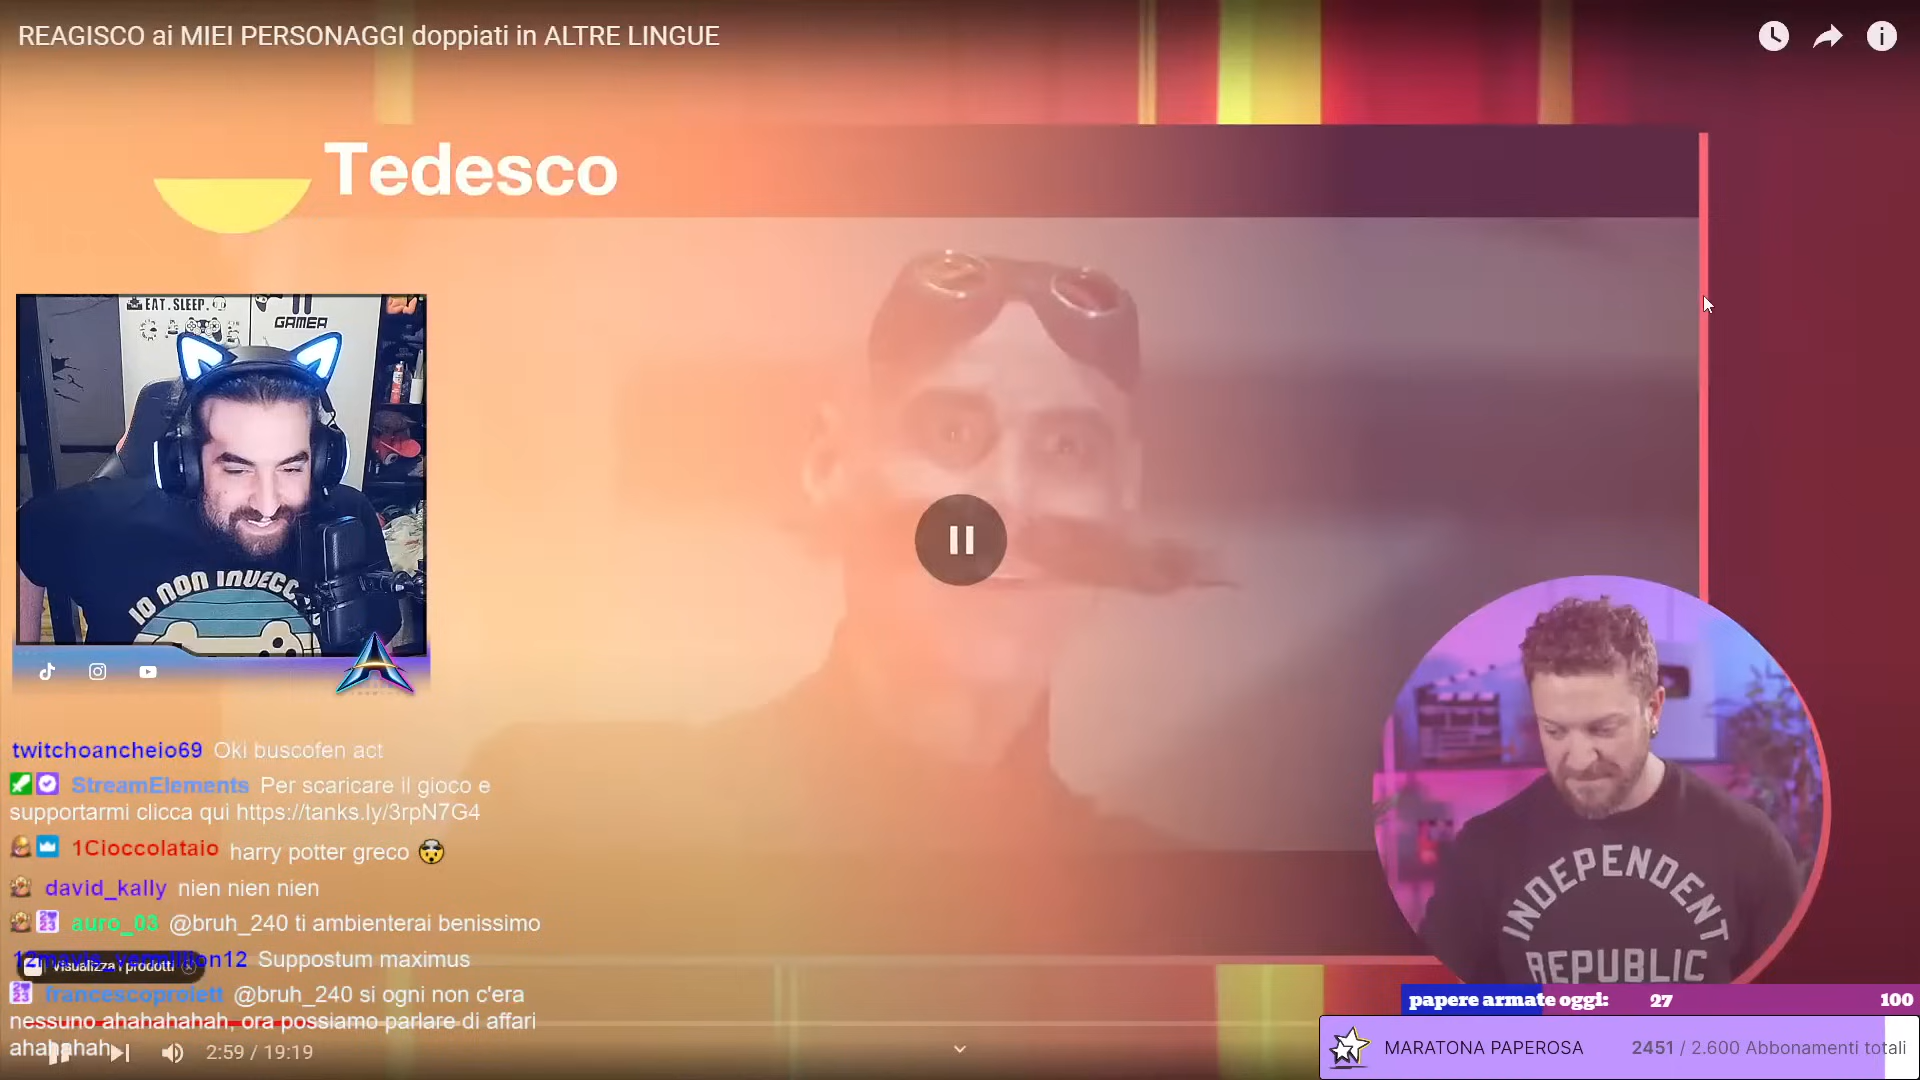 REAGISCO ai MIEI PERSONAGGI doppiati in ALTRE LINGUE
Tedesco
EAT.SLEEP.
GAMER
IO NON INVECC
twitchoancheio69 Oki buscofen act
StreamElements Per scaricare il gioco e
supportarmi clicca qui https://tanks.ly/3rpN7G4
1Cioccolataio harry potter greco
david_kally nien nien nien
auro_03 @bruh_240 ti ambienterai benissimo
Suppostum maximus
Visualizza i prodotti
francescoprolett @bruh_240 si ogni non c'era
nessuno ahahahahah, ora possiamo parlare di affari
ahahahah
2:59 / 19:19
INDEPENDENT
REPUBLIC
papere armate oggi: 27 100
MARATONA PAPEROSA 2451 / 2.600 Abbonamenti totali